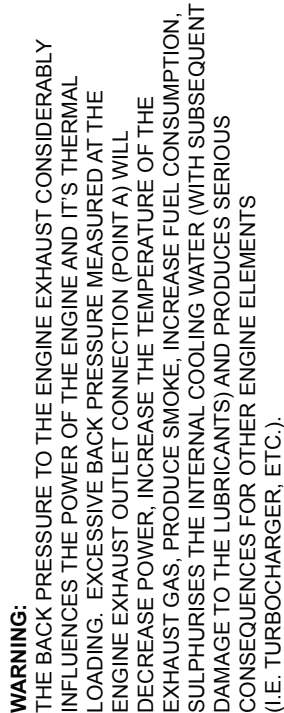 WARNING:
THE BACK PRESSURE TO THE ENGINE EXHAUST CONSIDERABLY
INFLUENCES THE POWER OF THE ENGINE AND IT'S THERMAL
LOADING. EXCESSIVE BACK PRESSURE MEASURED AT THE
ENGINE EXHAUST OUTLET CONNECTION (POINT A) WILL
DECREASE POWER, INCREASE THE TEMPERATURE OF THE
EXHAUST GAS, PRODUCE SMOKE, INCREASE FUEL CONSUMPTION,
SULPHURISES THE INTERNAL COOLING WATER (WITH SUBSEQUENT
DAMAGE TO THE LUBRICANTS) AND PRODUCES SERIOUS
CONSEQUENCES FOR OTHER ENGINE ELEMENTS
(I.E. TURBOCHARGER, ETC.).